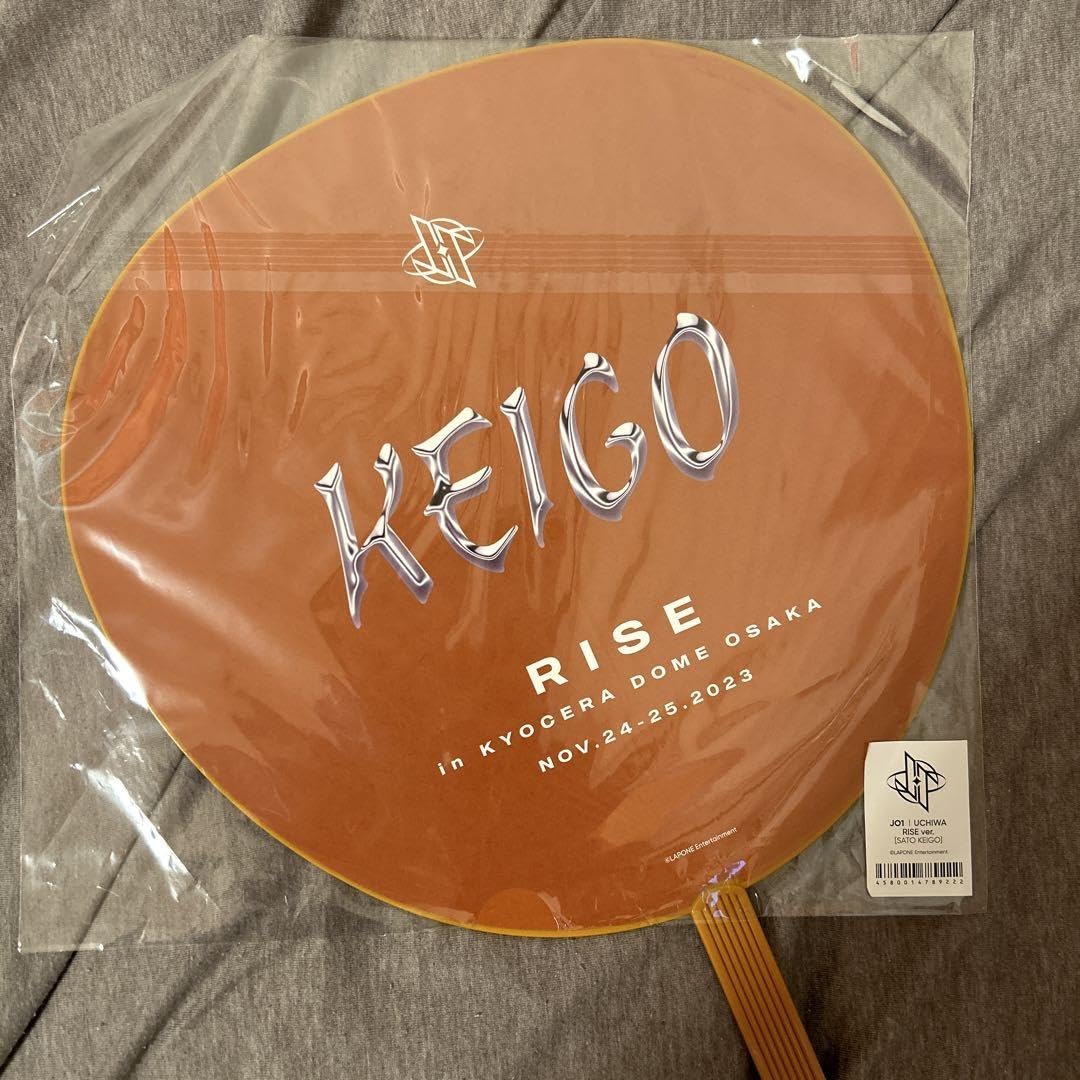 KEIGO
RISE
in KYOCERA DOME OSAKA
NOV.24-25.2023
©LAPONE Entertainment
JO1 | UCHIWA
RISE ver.
[SATO KEIGO]
©LAPONE Entertainment
4580014789222